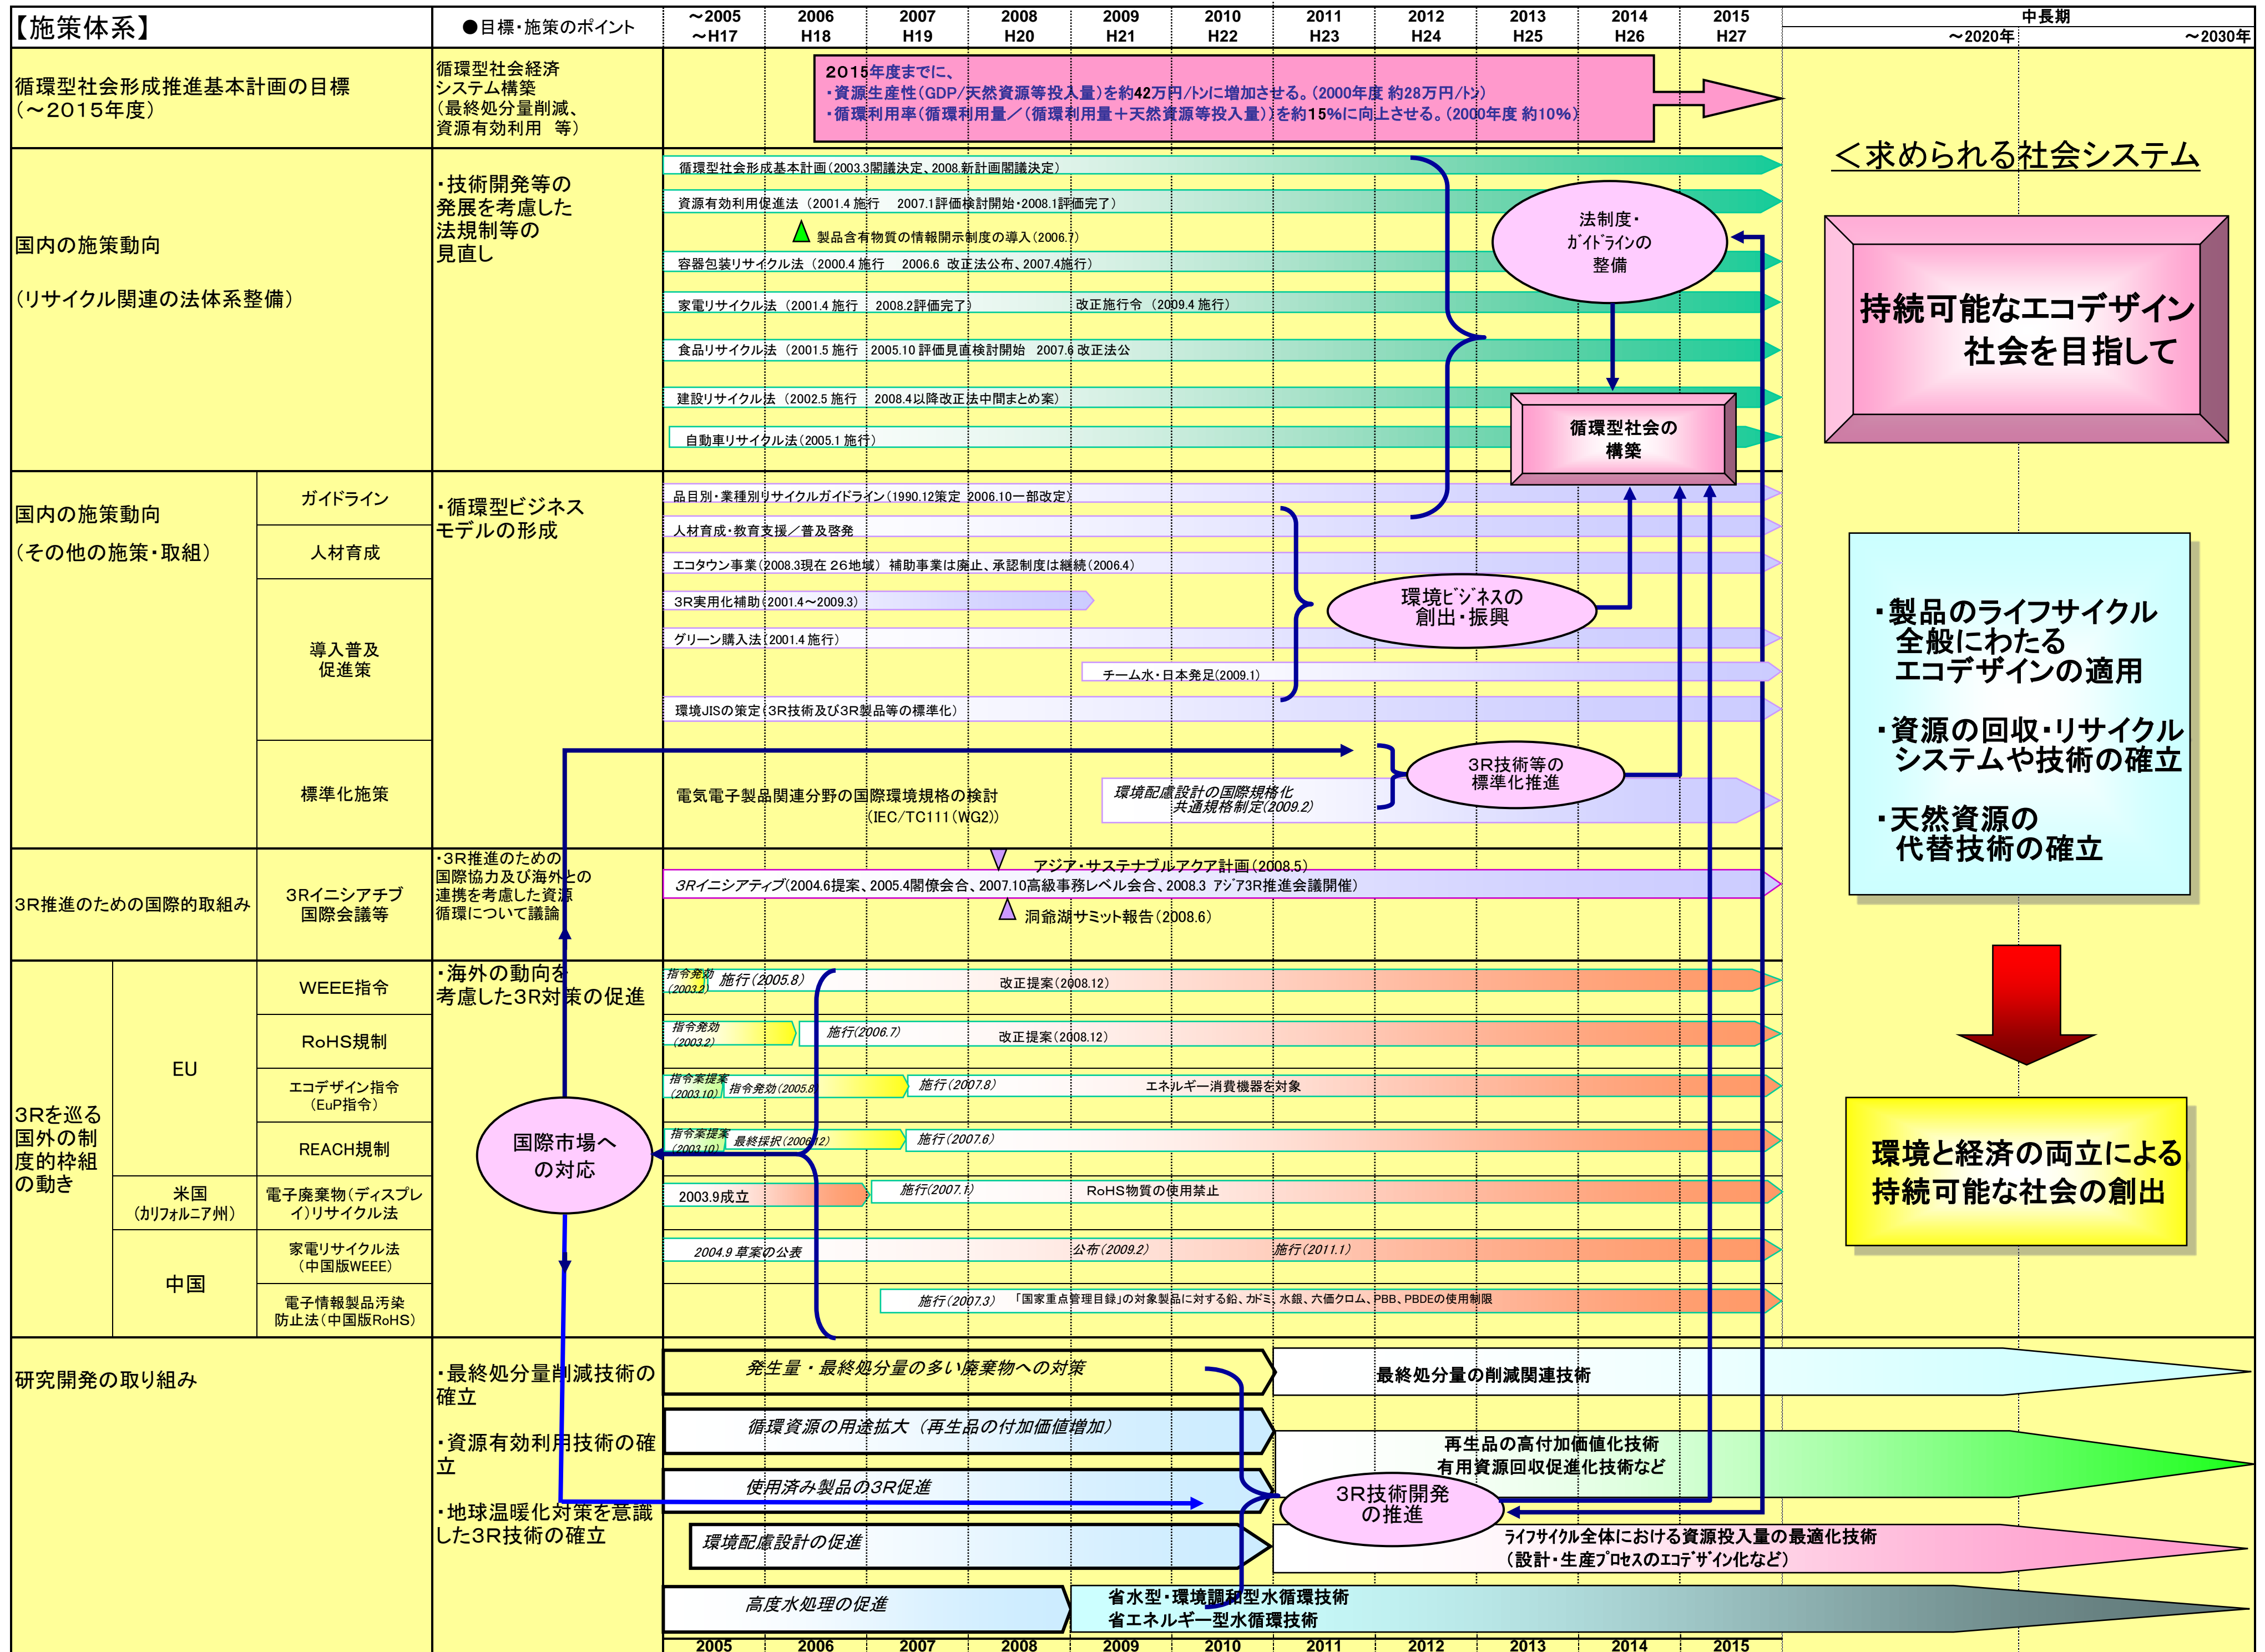 【施策体系】
●目標・施策のポイント
～2005 2006 2007 2008 2009 2010 2011 2012 2013 2014 2015
～H17 H18 H19 H20 H21 H22 H23 H24 H25 H26 H27
中長期
～2020年
～2030年
循環型社会形成推進基本計画の目標
（～2015年度）
循環型社会経済
システム構築
（最終処分量削減、
資源有効利用　等）
2015年度までに、
・資源生産性（GDP/天然資源等投入量）を約42万円/トンに増加させる。（2000年度 約28万円/トン）
・循環利用率（循環利用量／（循環利用量＋天然資源等投入量））を約15％に向上させる。（2000年度 約10％）
国内の施策動向
（リサイクル関連の法体系整備）
・技術開発等の
発展を考慮した
法規制等の
見直し
循環型社会形成基本計画（2003.3閣議決定、2008.新計画閣議決定）
資源有効利用促進法 （2001.4 施行　2007.1評価検討開始・2008.1評価完了）
製品含有物質の情報開示制度の導入（2006.7）
容器包装リサイクル法 （2000.4 施行　2006.6 改正法公布、2007.4施行）
家電リサイクル法 （2001.4 施行　2008.2評価完了）
改正施行令 （2009.4 施行）
食品リサイクル法 （2001.5 施行　2005.10 評価見直検討開始　2007.6 改正法公
建設リサイクル法 （2002.5 施行　2008.4以降改正法中間まとめ案）
自動車リサイクル法（2005.1 施行）
法制度・
ガイドラインの
整備
循環型社会の
構築
国内の施策動向
（その他の施策・取組）
ガイドライン
人材育成
導入普及
促進策
標準化施策
・循環型ビジネス
モデルの形成
品目別・業種別リサイクルガイドライン（1990.12策定 2006.10一部改定）
人材育成・教育支援／普及啓発
エコタウン事業（2008.3現在 26地域） 補助事業は廃止、承認制度は継続（2006.4）
3R実用化補助（2001.4～2009.3）
グリーン購入法（2001.4 施行）
チーム水・日本発足（2009.1）
環境JISの策定（3R技術及び3R製品等の標準化）
環境ビジネスの
創出・振興
電気電子製品関連分野の国際環境規格の検討
（IEC/TC111（WG2））
環境配慮設計の国際規格化
共通規格制定（2009.2）
3R技術等の
標準化推進
3R推進のための国際的取組み
3Rイニシアチブ
国際会議等
・3R推進のための
国際協力及び海外との
連携を考慮した資源
循環について議論
アジア・サステナブルアクア計画（2008.5）
3Rイニシアティブ（2004.6提案、2005.4閣僚会合、2007.10高級事務レベル会合、2008.3 アジア3R推進会議開催）
洞爺湖サミット報告（2008.6）
3Rを巡る
国外の制
度的枠組
の動き
EU
米国
（カリフォルニア州）
中国
・海外の動向を
考慮した3R対策の促進
国際市場へ
の対応
WEEE指令
指令発効
（2003.2）
施行（2005.8）
改正提案（2008.12）
RoHS規制
指令発効
（2003.2）
施行（2006.7）
改正提案（2008.12）
エコデザイン指令
（EuP指令）
指令案提案
（2003.10）
指令発効（2005.8）
施行（2007.8）
エネルギー消費機器を対象
REACH規制
指令案提案
（2003.10）
最終採択（2006.12）
施行（2007.6）
電子廃棄物（ディスプレ
イ）リサイクル法
2003.9成立
施行（2007.1）
RoHS物質の使用禁止
家電リサイクル法
（中国版WEEE）
2004.9 草案の公表
公布（2009.2）
施行（2011.1）
電子情報製品汚染
防止法（中国版RoHS）
施行（2007.3）
「国家重点管理目録」の対象製品に対する鉛、カドミ、水銀、六価クロム、PBB、PBDEの使用制限
研究開発の取り組み
・最終処分量削減技術の
確立
・資源有効利用技術の確
立
・地球温暖化対策を意識
した3R技術の確立
発生量・最終処分量の多い廃棄物への対策
最終処分量の削減関連技術
循環資源の用途拡大（再生品の付加価値増加）
再生品の高付加価値化技術
有用資源回収促進化技術など
使用済み製品の3R促進
3R技術開発
の推進
環境配慮設計の促進
ライフサイクル全体における資源投入量の最適化技術
（設計・生産プロセスのエコデザイン化など）
高度水処理の促進
省水型・環境調和型水循環技術
省エネルギー型水循環技術
2005 2006 2007 2008 2009 2010 2011 2012 2013 2014 2015
＜求められる社会システム
持続可能なエコデザイン
社会を目指して
・製品のライフサイクル
全般にわたる
エコデザインの適用
・資源の回収・リサイクル
システムや技術の確立
・天然資源の
代替技術の確立
環境と経済の両立による
持続可能な社会の創出